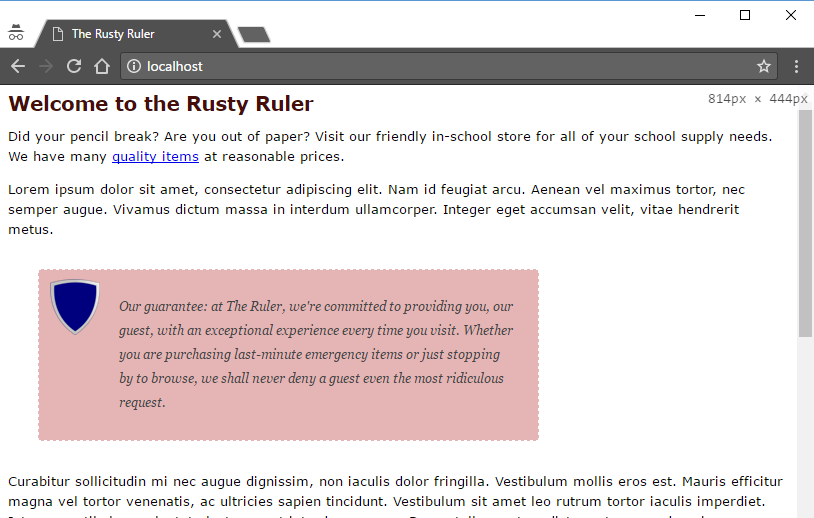 The Rusty Ruler
localhost
814px x 444px
Welcome to the Rusty Ruler
Did your pencil break? Are you out of paper? Visit our friendly in-school store for all of your school supply needs.
We have many quality items at reasonable prices.
Lorem ipsum dolor sit amet, consectetur adipiscing elit. Nam id feugiat arcu. Aenean vel maximus tortor, nec
semper augue. Vivamus dictum massa in interdum ullamcorper. Integer eget accumsan velit, vitae hendrerit
metus.
Our guarantee: at The Ruler, we're committed to providing you, our
guest, with an exceptional experience every time you visit. Whether
you are purchasing last-minute emergency items or just stopping
by to browse, we shall never deny a guest even the most ridiculous
request.
Curabitur sollicitudin mi nec augue dignissim, non iaculis dolor fringilla. Vestibulum mollis eros est. Mauris efficitur
magna vel tortor venenatis, ac ultricies sapien tincidunt. Vestibulum sit amet leo rutrum tortor iaculis imperdiet.